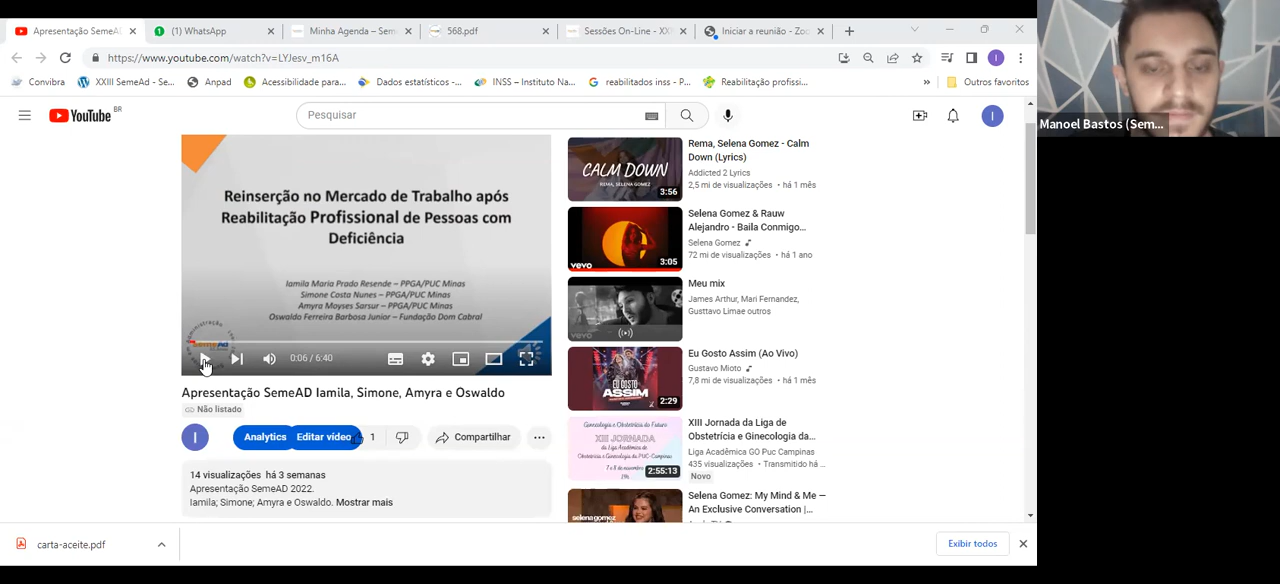 Apresentação SemeAD
(1) WhatsApp
Minha Agenda – Sem
568.pdf
Sessões On-Line - XX
Iniciar a reunião - Zoo
https://www.youtube.com/watch?v=LYJesv_m16A
Convibra
XXIII SemeAd - Se...
Anpad
Acessibilidade para...
Dados estatísticos -...
INSS – Instituto Na...
reabilitados inss - P...
Reabilitação profissi...
»
Outros favoritos
YouTube BR
Pesquisar
I
Reinserção no Mercado de Trabalho após
Reabilitação Profissional de Pessoas com
Deficiência
Iamila Maria Prado Resende – PPGA/PUC Minas
Simone Costa Nunes – PPGA/PUC Minas
Amyra Moyses Sarsur – PPGA/PUC Minas
Oswaldo Ferreira Barbosa Junior – Fundação Dom Cabral
0:06 / 6:40
Apresentação SemeAD Iamila, Simone, Amyra e Oswaldo
Não listado
I
Analytics
Editar vídeo
1
Compartilhar
14 visualizações há 3 semanas
Apresentação SemeAD 2022.
Iamila; Simone; Amyra e Oswaldo. Mostrar mais
CALM DOWN
REMA, SELENA GOMEZ
3:56
Rema, Selena Gomez - Calm
Down (Lyrics)
Addicted 2 Lyrics
2,5 mi de visualizações • há 1 mês
vevo
3:05
Selena Gomez & Rauw
Alejandro - Baila Conmigo...
Selena Gomez
72 mi de visualizações • há 1 ano
vevo
Meu mix
James Arthur, Mari Fernandez,
Gusttavo Limae outros
EU GOSTO
ASSIM
2:29
Eu Gosto Assim (Ao Vivo)
Gustavo Mioto
7,8 mi de visualizações • há 1 mês
XIII JORNADA
2:55:13
XIII Jornada da Liga de
Obstetrícia e Ginecologia da...
Liga Acadêmica GO Puc Campinas
435 visualizações • Transmitido há ...
Novo
selena gomez
Selena Gomez: My Mind & Me —
An Exclusive Conversation |...
carta-aceite.pdf
Exibir todos
Manoel Bastos (Sem...